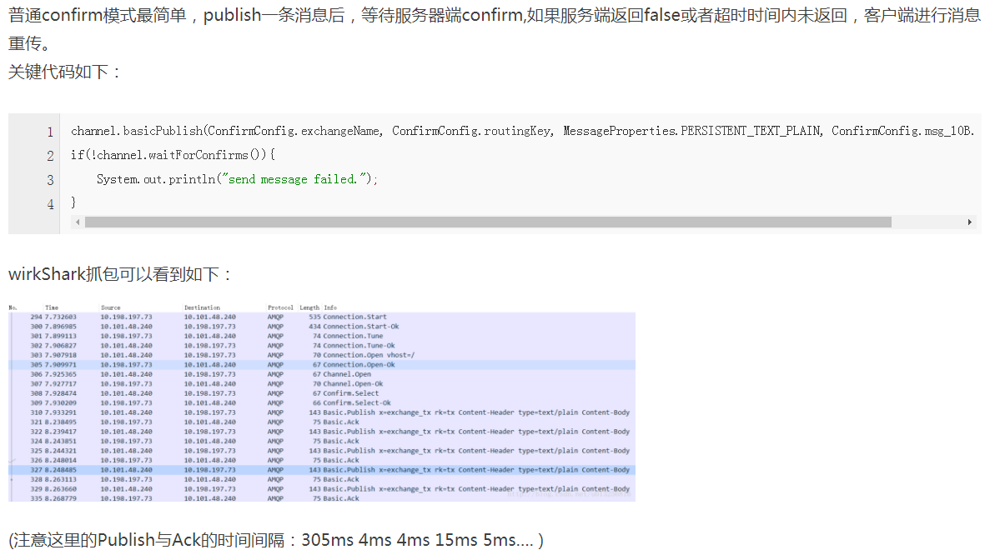 普通confirm模式最简单，publish一条消息后，等待服务器端confirm,如果服务端返回false或者超时时间内未返回，客户端进行消息
重传。
关键代码如下：
1 channel.basicPublish(ConfirmConfig.exchangeName, ConfirmConfig.routingKey, MessageProperties.PERSISTENT_TEXT_PLAIN, ConfirmConfig.msg_10B.
2 if(!channel.waitForConfirms()){
3 System.out.println("send message failed.");
4 }
wirkShark抓包可以看到如下：
No. Time Source Destination Protocol Length Info
294 7.732603 10.198.197.73 10.101.48.240 AMQP 535 Connection.Start
300 7.896985 10.101.48.240 10.198.197.73 AMQP 434 Connection.Start-Ok
301 7.899113 10.198.197.73 10.101.48.240 AMQP 74 Connection.Tune
302 7.906827 10.101.48.240 10.198.197.73 AMQP 74 Connection.Tune-Ok
303 7.907918 10.101.48.240 10.198.197.73 AMQP 70 Connection.Open vhost=/
305 7.909971 10.198.197.73 10.101.48.240 AMQP 67 Connection.Open-Ok
306 7.925365 10.101.48.240 10.198.197.73 AMQP 67 Channel.Open
307 7.927717 10.198.197.73 10.101.48.240 AMQP 70 Channel.Open-Ok
308 7.928474 10.101.48.240 10.198.197.73 AMQP 67 Confirm.Select
309 7.930209 10.198.197.73 10.101.48.240 AMQP 66 Confirm.Select-Ok
310 7.933291 10.101.48.240 10.198.197.73 AMQP 143 Basic.Publish x=exchange_tx rk=tx Content-Header type=text/plain Content-Body
321 8.238495 10.198.197.73 10.101.48.240 AMQP 75 Basic.Ack
322 8.239417 10.101.48.240 10.198.197.73 AMQP 143 Basic.Publish x=exchange_tx rk=tx Content-Header type=text/plain Content-Body
324 8.243851 10.198.197.73 10.101.48.240 AMQP 75 Basic.Ack
325 8.244321 10.101.48.240 10.198.197.73 AMQP 143 Basic.Publish x=exchange_tx rk=tx Content-Header type=text/plain Content-Body
326 8.248014 10.198.197.73 10.101.48.240 AMQP 75 Basic.Ack
327 8.248485 10.101.48.240 10.198.197.73 AMQP 143 Basic.Publish x=exchange_tx rk=tx Content-Header type=text/plain Content-Body
328 8.263113 10.198.197.73 10.101.48.240 AMQP 75 Basic.Ack
329 8.263660 10.101.48.240 10.198.197.73 AMQP 143 Basic.Publish x=exchange_tx rk=tx Content-Header type=text/plain Content-Body
335 8.268779 10.198.197.73 10.101.48.240 AMQP 75 Basic.Ack
(注意这里的Publish与Ack的时间间隔：305ms 4ms 4ms 15ms 5ms.... )